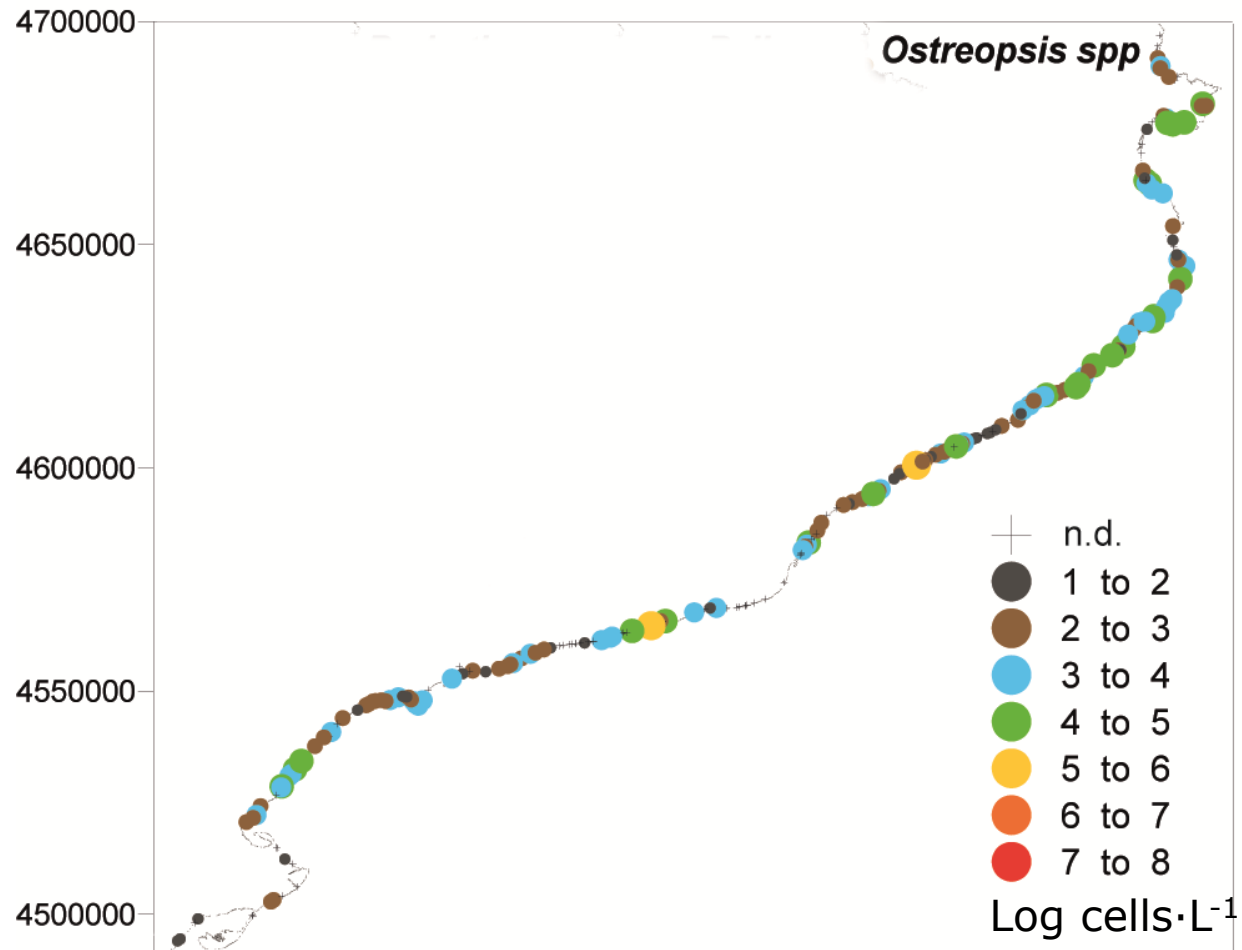 4700000
Ostreopsis spp
4650000
4600000
n.d.
1 to 2
2 to 3
3 to 4
4550000
4 to 5
5 to 6
6 to 7
7 to 8
4500000
Log cells·L⁻¹